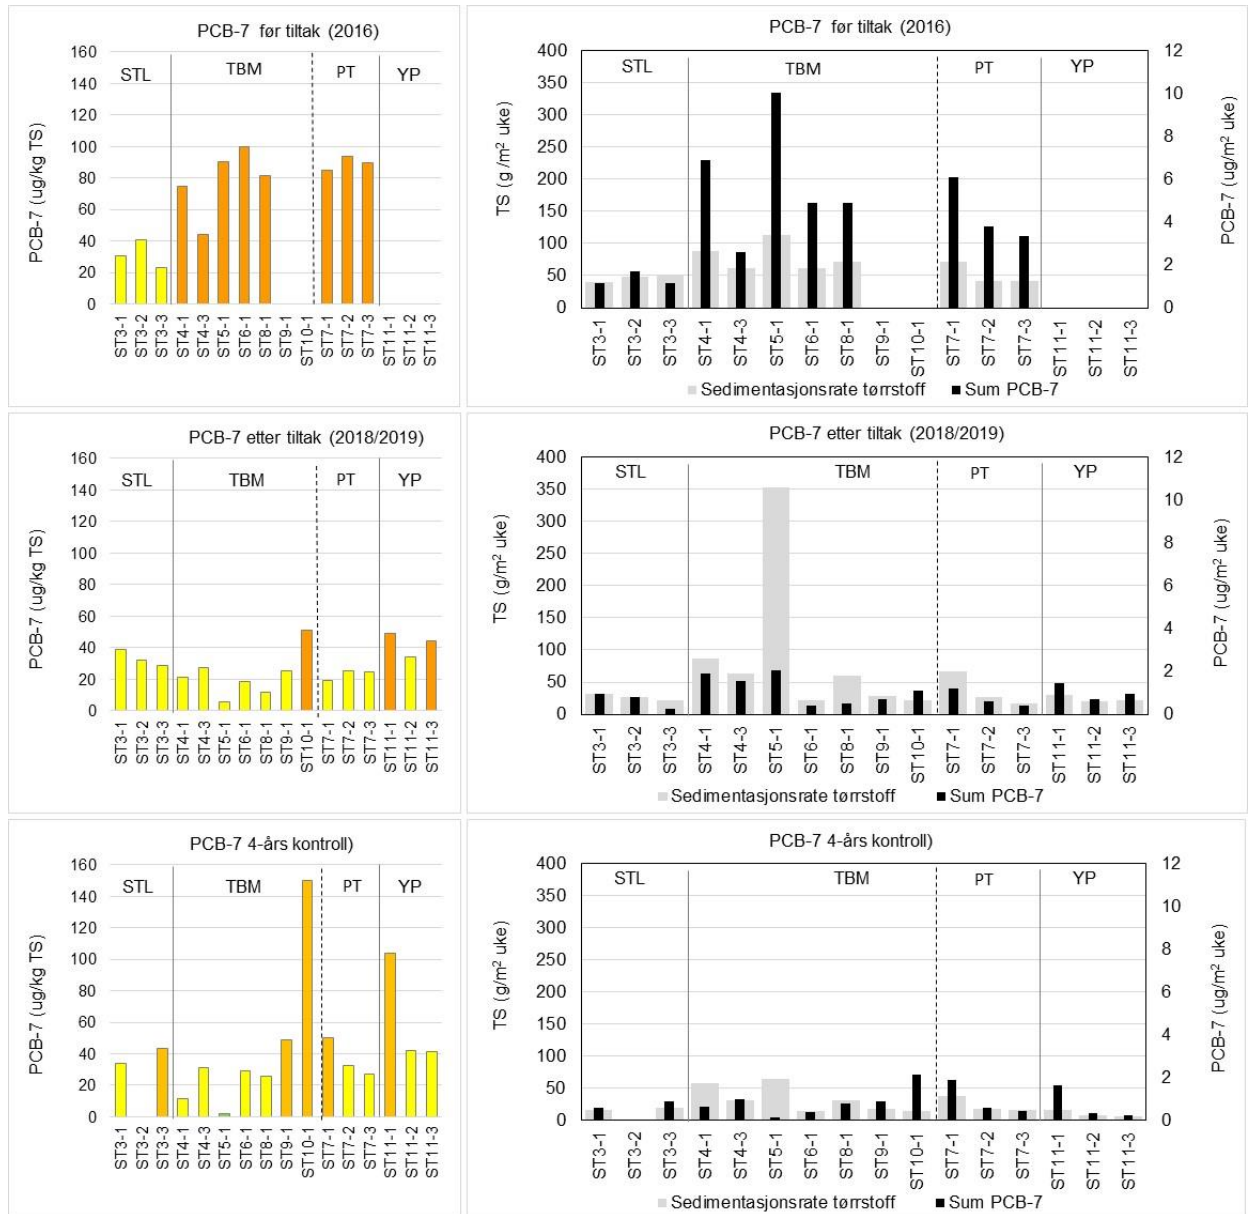 PCB-7 før tiltak (2016)
PCB-7 (ug/kg TS)
160
140
120
100
80
60
40
20
0
STL
TBM
PT
YP
ST3-1
ST3-2
ST3-3
ST4-1
ST4-3
ST5-1
ST6-1
ST8-1
ST9-1
ST10-1
ST7-1
ST7-2
ST7-3
ST11-1
ST11-2
ST11-3
PCB-7 før tiltak (2016)
TS (g/m² uke)
400
350
300
250
200
150
100
50
0
STL
TBM
PT
YP
12
10
8
6
4
2
0
PCB-7 (ug/m² uke)
ST3-1
ST3-2
ST3-3
ST4-1
ST4-3
ST5-1
ST6-1
ST8-1
ST9-1
ST10-1
ST7-1
ST7-2
ST7-3
ST11-1
ST11-2
ST11-3
Sedimentasjonsrate tørrstoff
Sum PCB-7
PCB-7 etter tiltak (2018/2019)
PCB-7 (ug/kg TS)
160
140
120
100
80
60
40
20
0
STL
TBM
PT
YP
ST3-1
ST3-2
ST3-3
ST4-1
ST4-3
ST5-1
ST6-1
ST8-1
ST9-1
ST10-1
ST7-1
ST7-2
ST7-3
ST11-1
ST11-2
ST11-3
PCB-7 etter tiltak (2018/2019)
TS (g/m² uke)
400
350
300
250
200
150
100
50
0
STL
TBM
PT
YP
12
10
8
6
4
2
0
PCB-7 (ug/m² uke)
ST3-1
ST3-2
ST3-3
ST4-1
ST4-3
ST5-1
ST6-1
ST8-1
ST9-1
ST10-1
ST7-1
ST7-2
ST7-3
ST11-1
ST11-2
ST11-3
Sedimentasjonsrate tørrstoff
Sum PCB-7
PCB-7 4-års kontroll)
PCB-7 (ug/kg TS)
160
140
120
100
80
60
40
20
0
STL
TBM
PT
YP
ST3-1
ST3-2
ST3-3
ST4-1
ST4-3
ST5-1
ST6-1
ST8-1
ST9-1
ST10-1
ST7-1
ST7-2
ST7-3
ST11-1
ST11-2
ST11-3
PCB-7 4-års kontroll)
TS (g/m² uke)
400
350
300
250
200
150
100
50
0
STL
TBM
PT
YP
12
10
8
6
4
2
0
PCB-7 (ug/m² uke)
ST3-1
ST3-2
ST3-3
ST4-1
ST4-3
ST5-1
ST6-1
ST8-1
ST9-1
ST10-1
ST7-1
ST7-2
ST7-3
ST11-1
ST11-2
ST11-3
Sedimentasjonsrate tørrstoff
Sum PCB-7